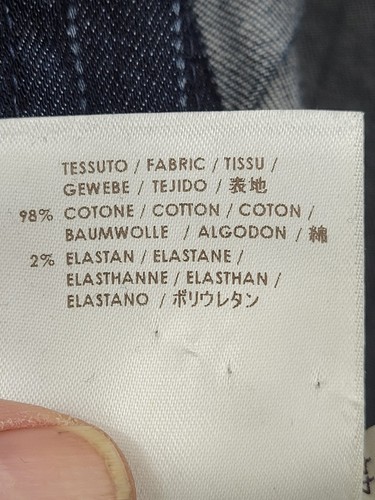 TESSUTO / FABRIC / TISSU /
GEWEBE / TEJIDO / 表地
98% COTONE / COTTON / COTON /
BAUMWOLLE / ALGODON / 綿
2% ELASTAN / ELASTANE /
ELASTHANNE / ELASTHAN /
ELASTANO / ポリウレタン